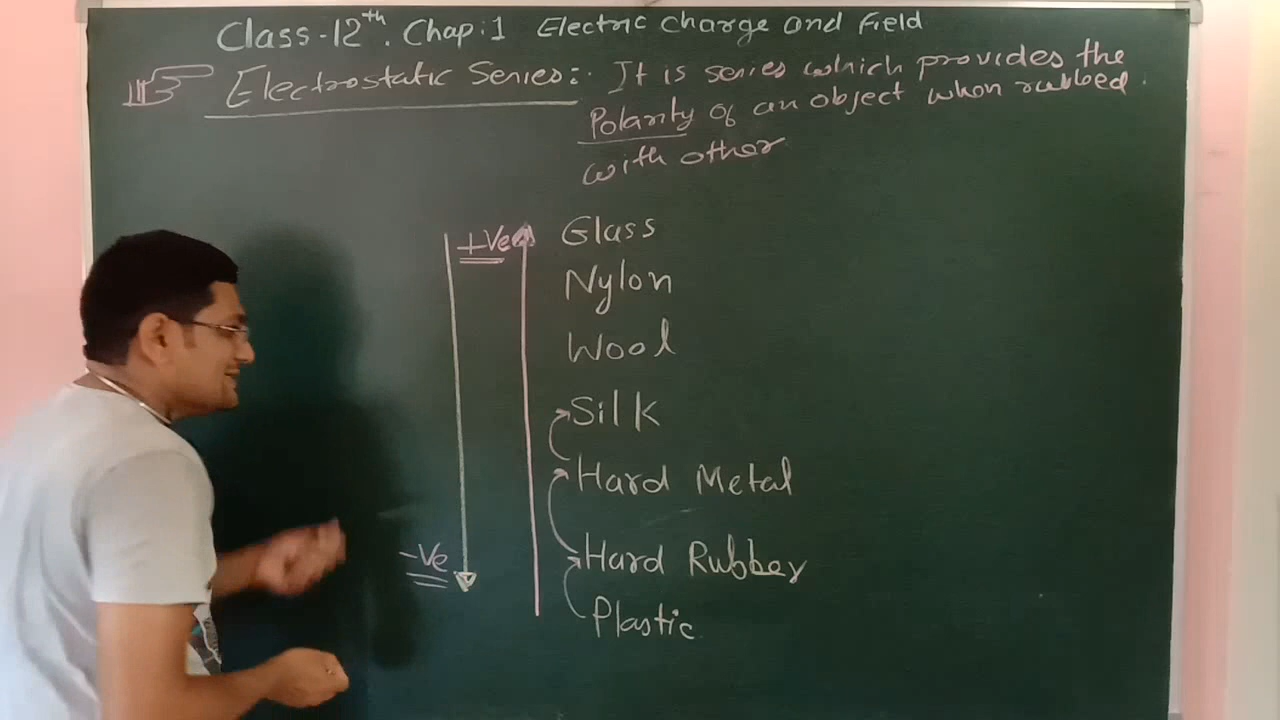 Class-12th. Chap:1 Electric Charge and Field
Electrostatic Series:- It is series which provides the
Polarity of an object when rubbed
with other
+Ve Glass
Nylon
Wool
Silk
Hard Metal
-Ve Hard Rubber
Plastic